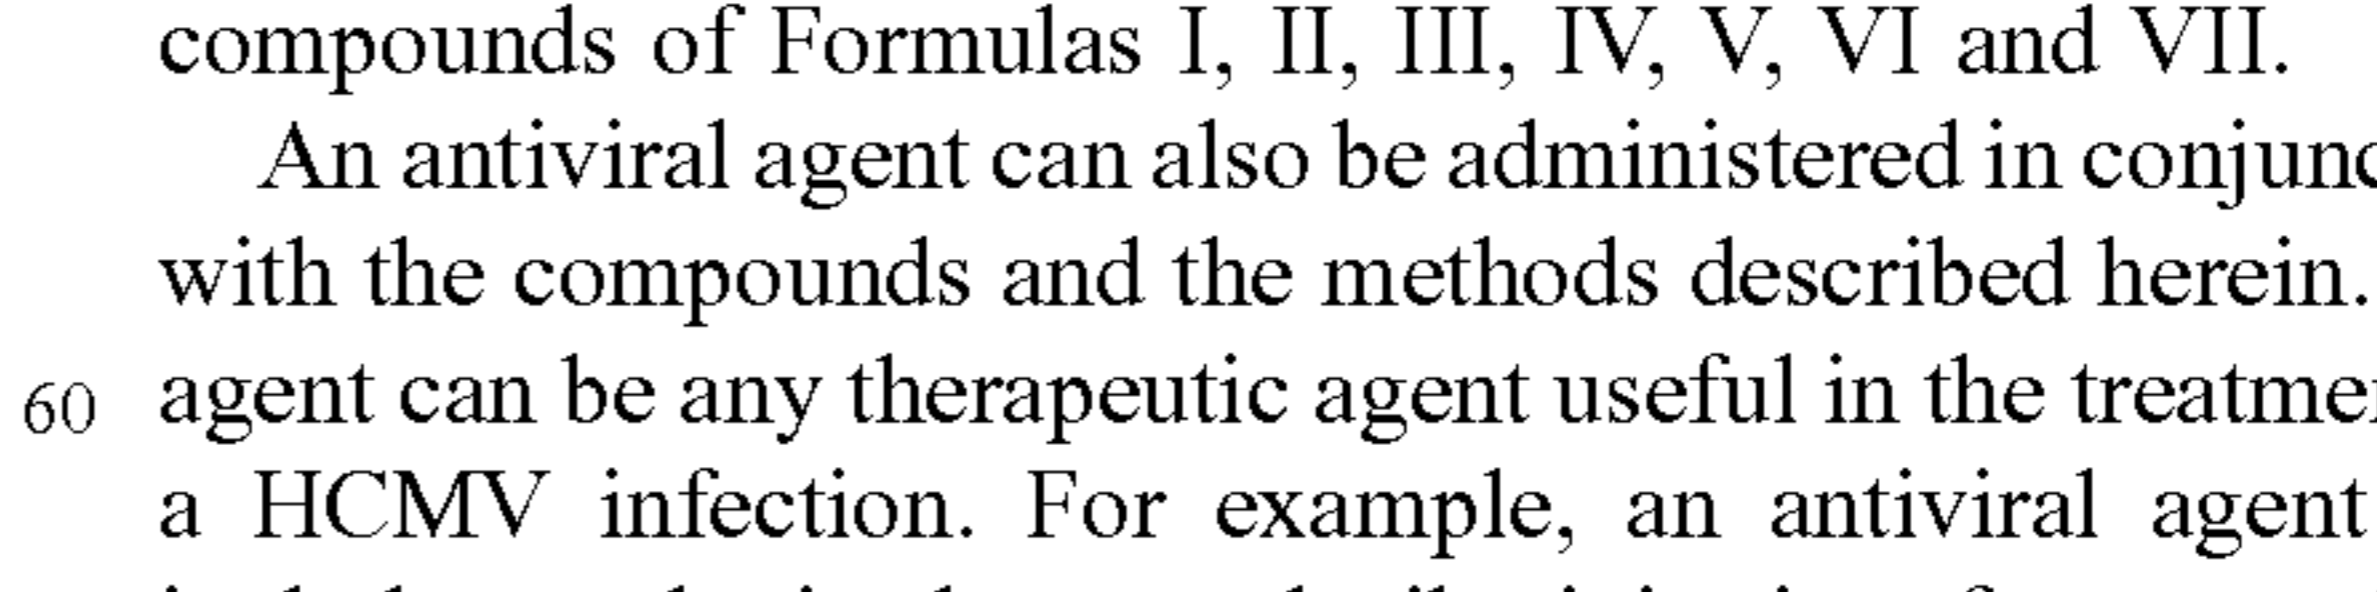 compounds of Formulas I, II, III, IV, V, VI and VII.
An antiviral agent can also be administered in
with the compounds and the methods described herein.
60 agent can be any therapeutic agent useful in the
a HCMV infection. For example, an antiviral agent